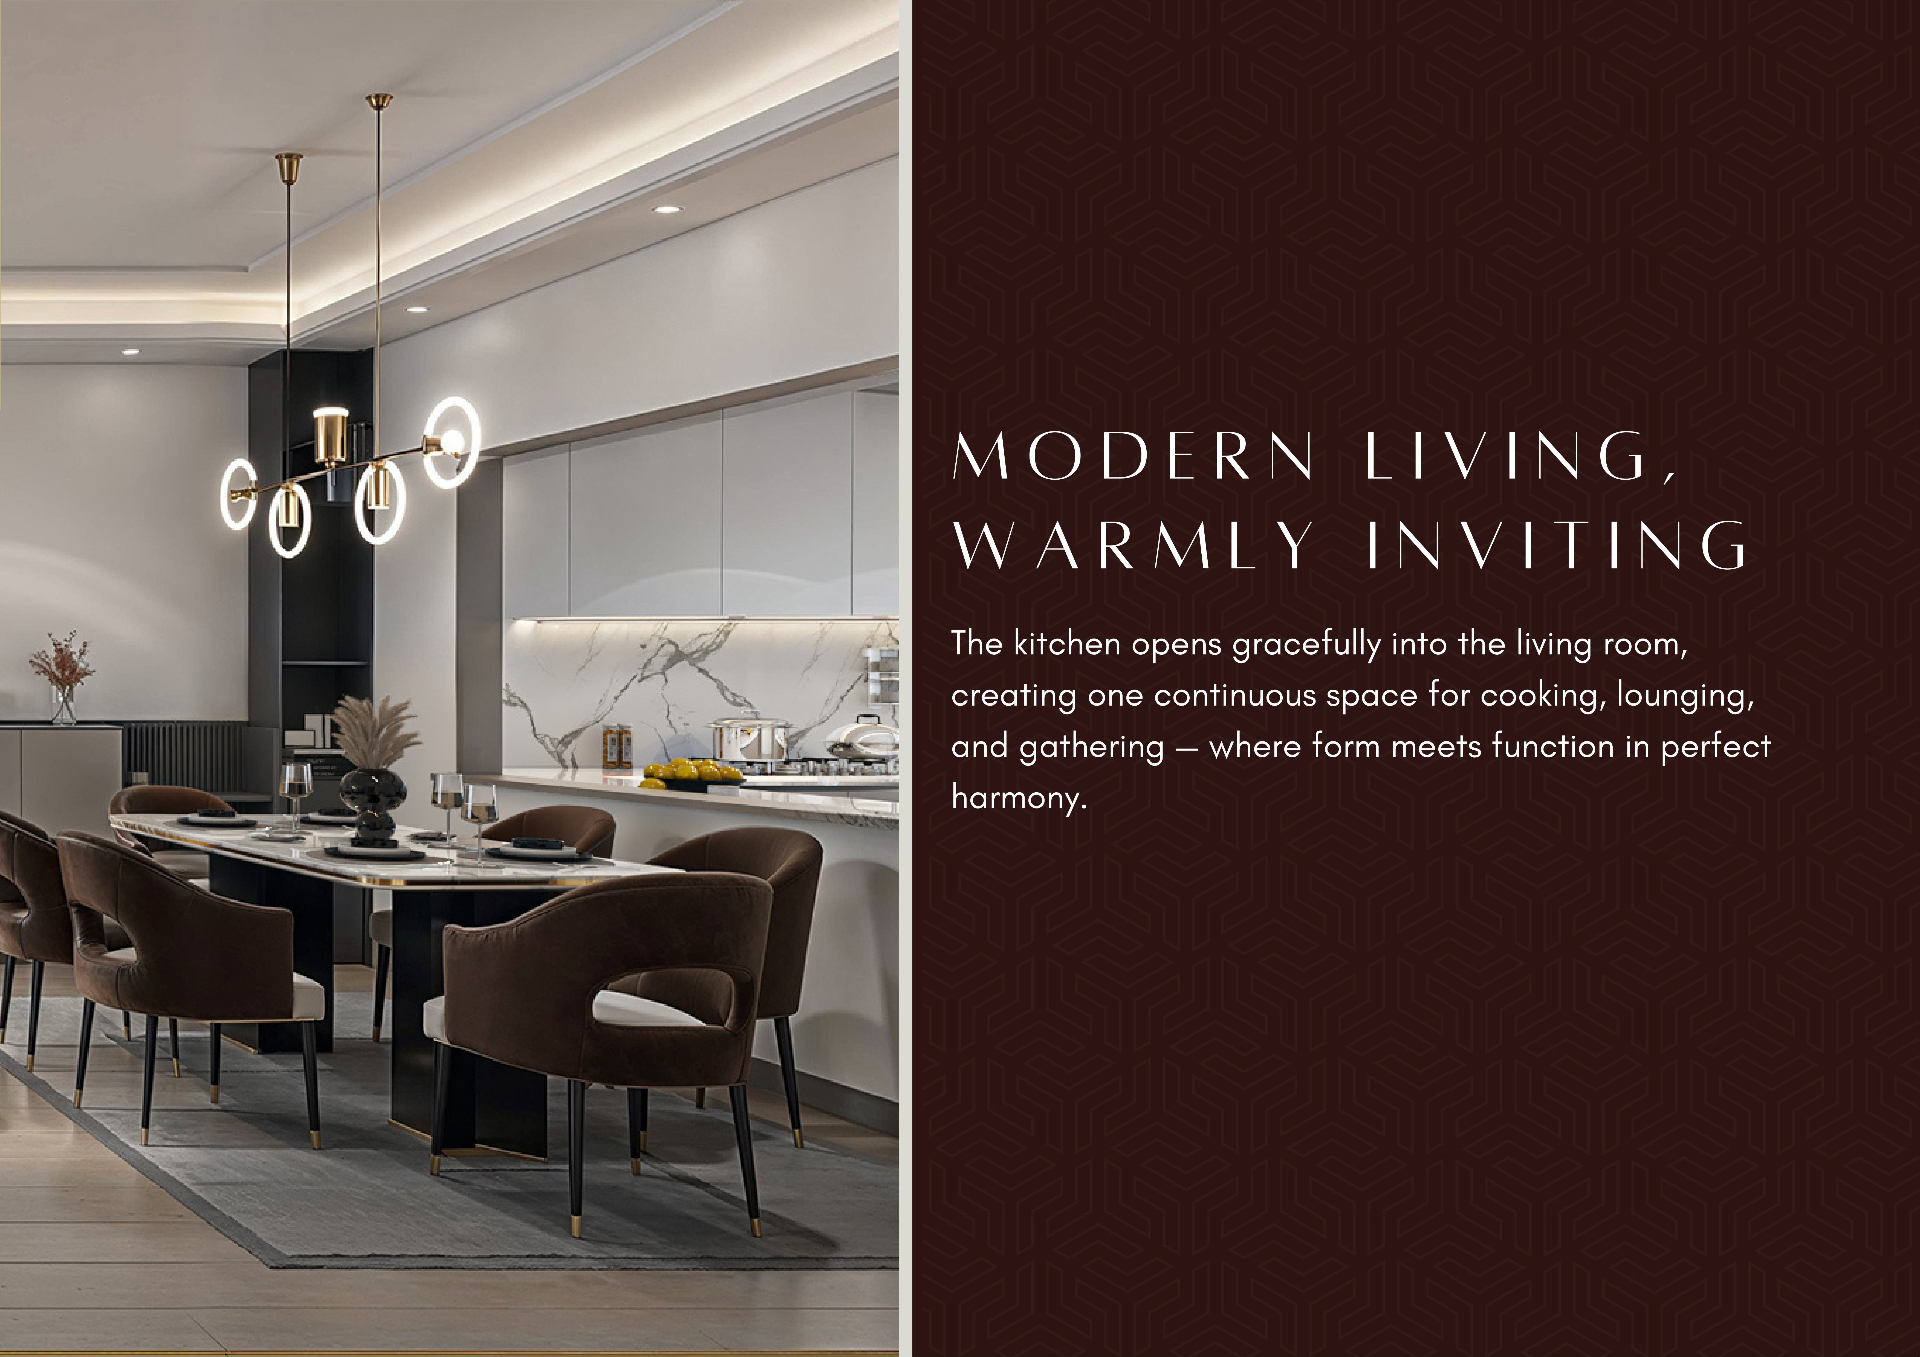 MODERN LIVING,
WARMLY INVITING
The kitchen opens gracefully into the living room,
creating one continuous space for cooking, lounging,
and gathering — where form meets function in perfect
harmony.